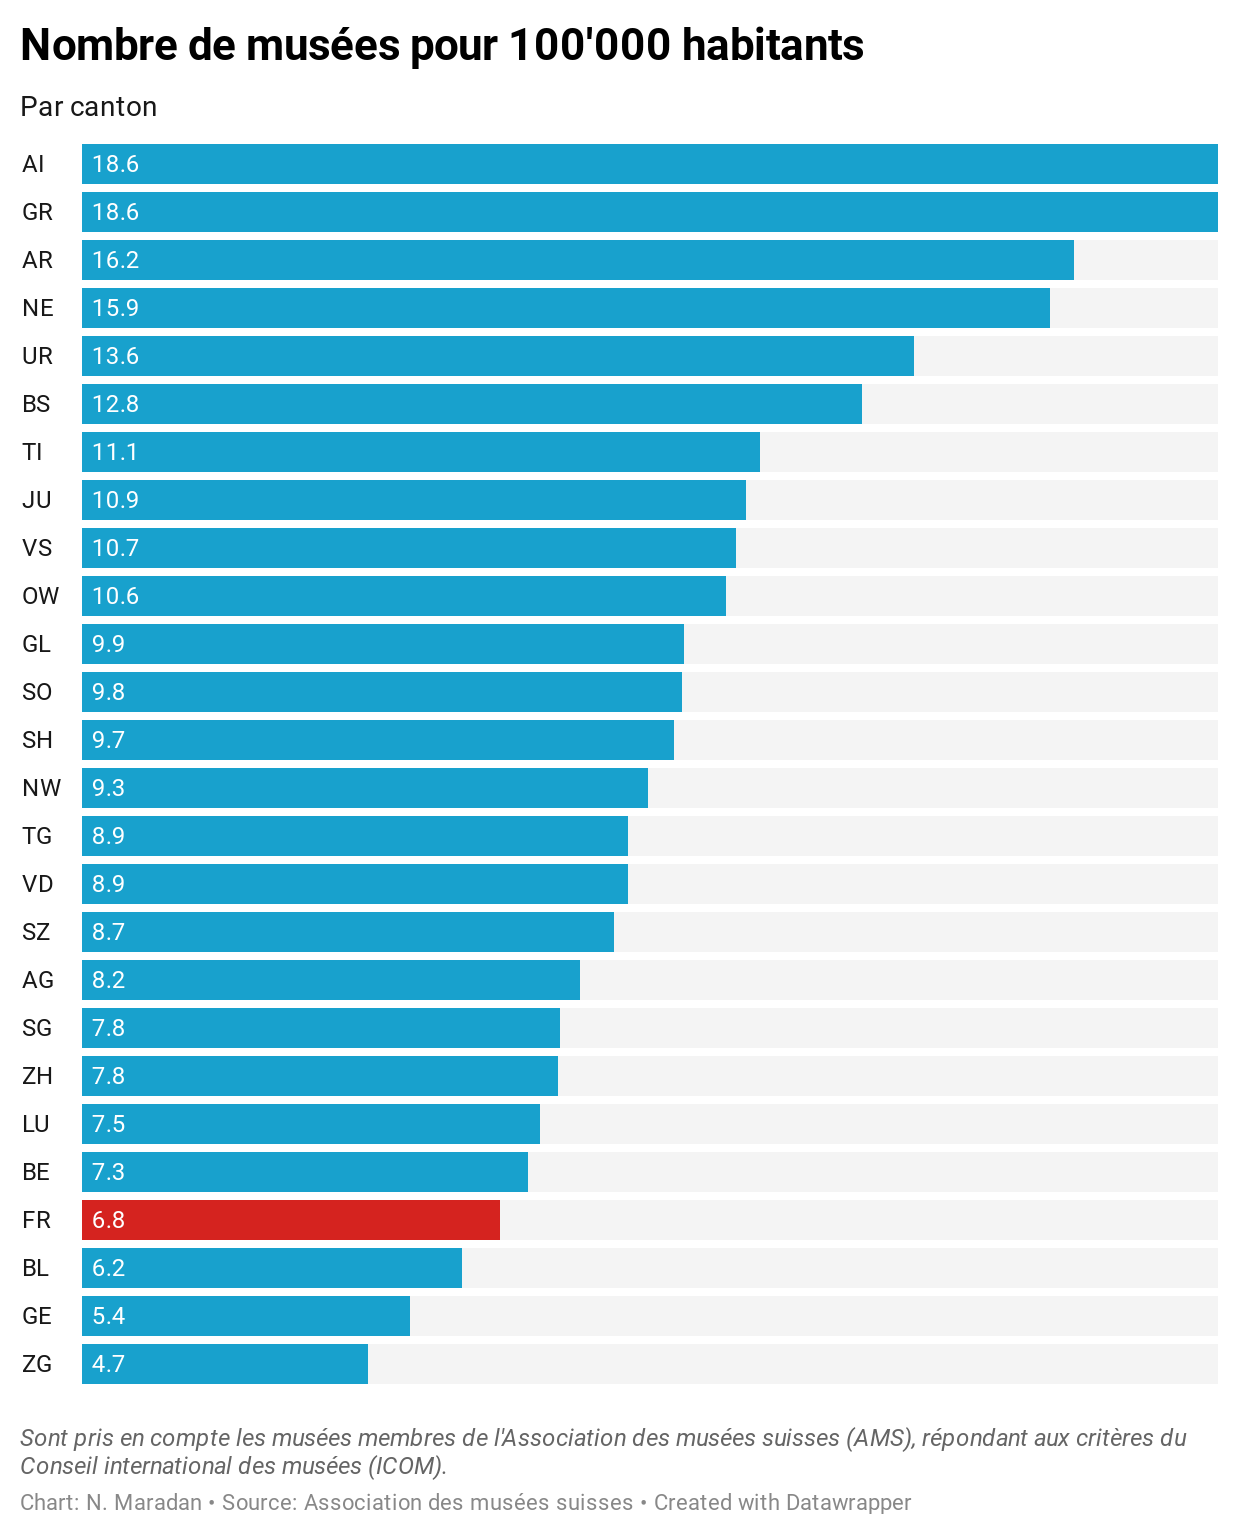 Nombre de musées pour 100'000 habitants
Par canton
AI 18.6
GR 18.6
AR 16.2
NE 15.9
UR 13.6
BS 12.8
TI 11.1
JU 10.9
VS 10.7
OW 10.6
GL 9.9
SO 9.8
SH 9.7
NW 9.3
TG 8.9
VD 8.9
SZ 8.7
AG 8.2
SG 7.8
ZH 7.8
LU 7.5
BE 7.3
FR 6.8
BL 6.2
GE 5.4
ZG 4.7
Sont pris en compte les musées membres de l'Association des musées suisses (AMS), répondant aux critères du
Conseil international des musées (ICOM).
Chart: N. Maradan • Source: Association des musées suisses • Created with Datawrapper